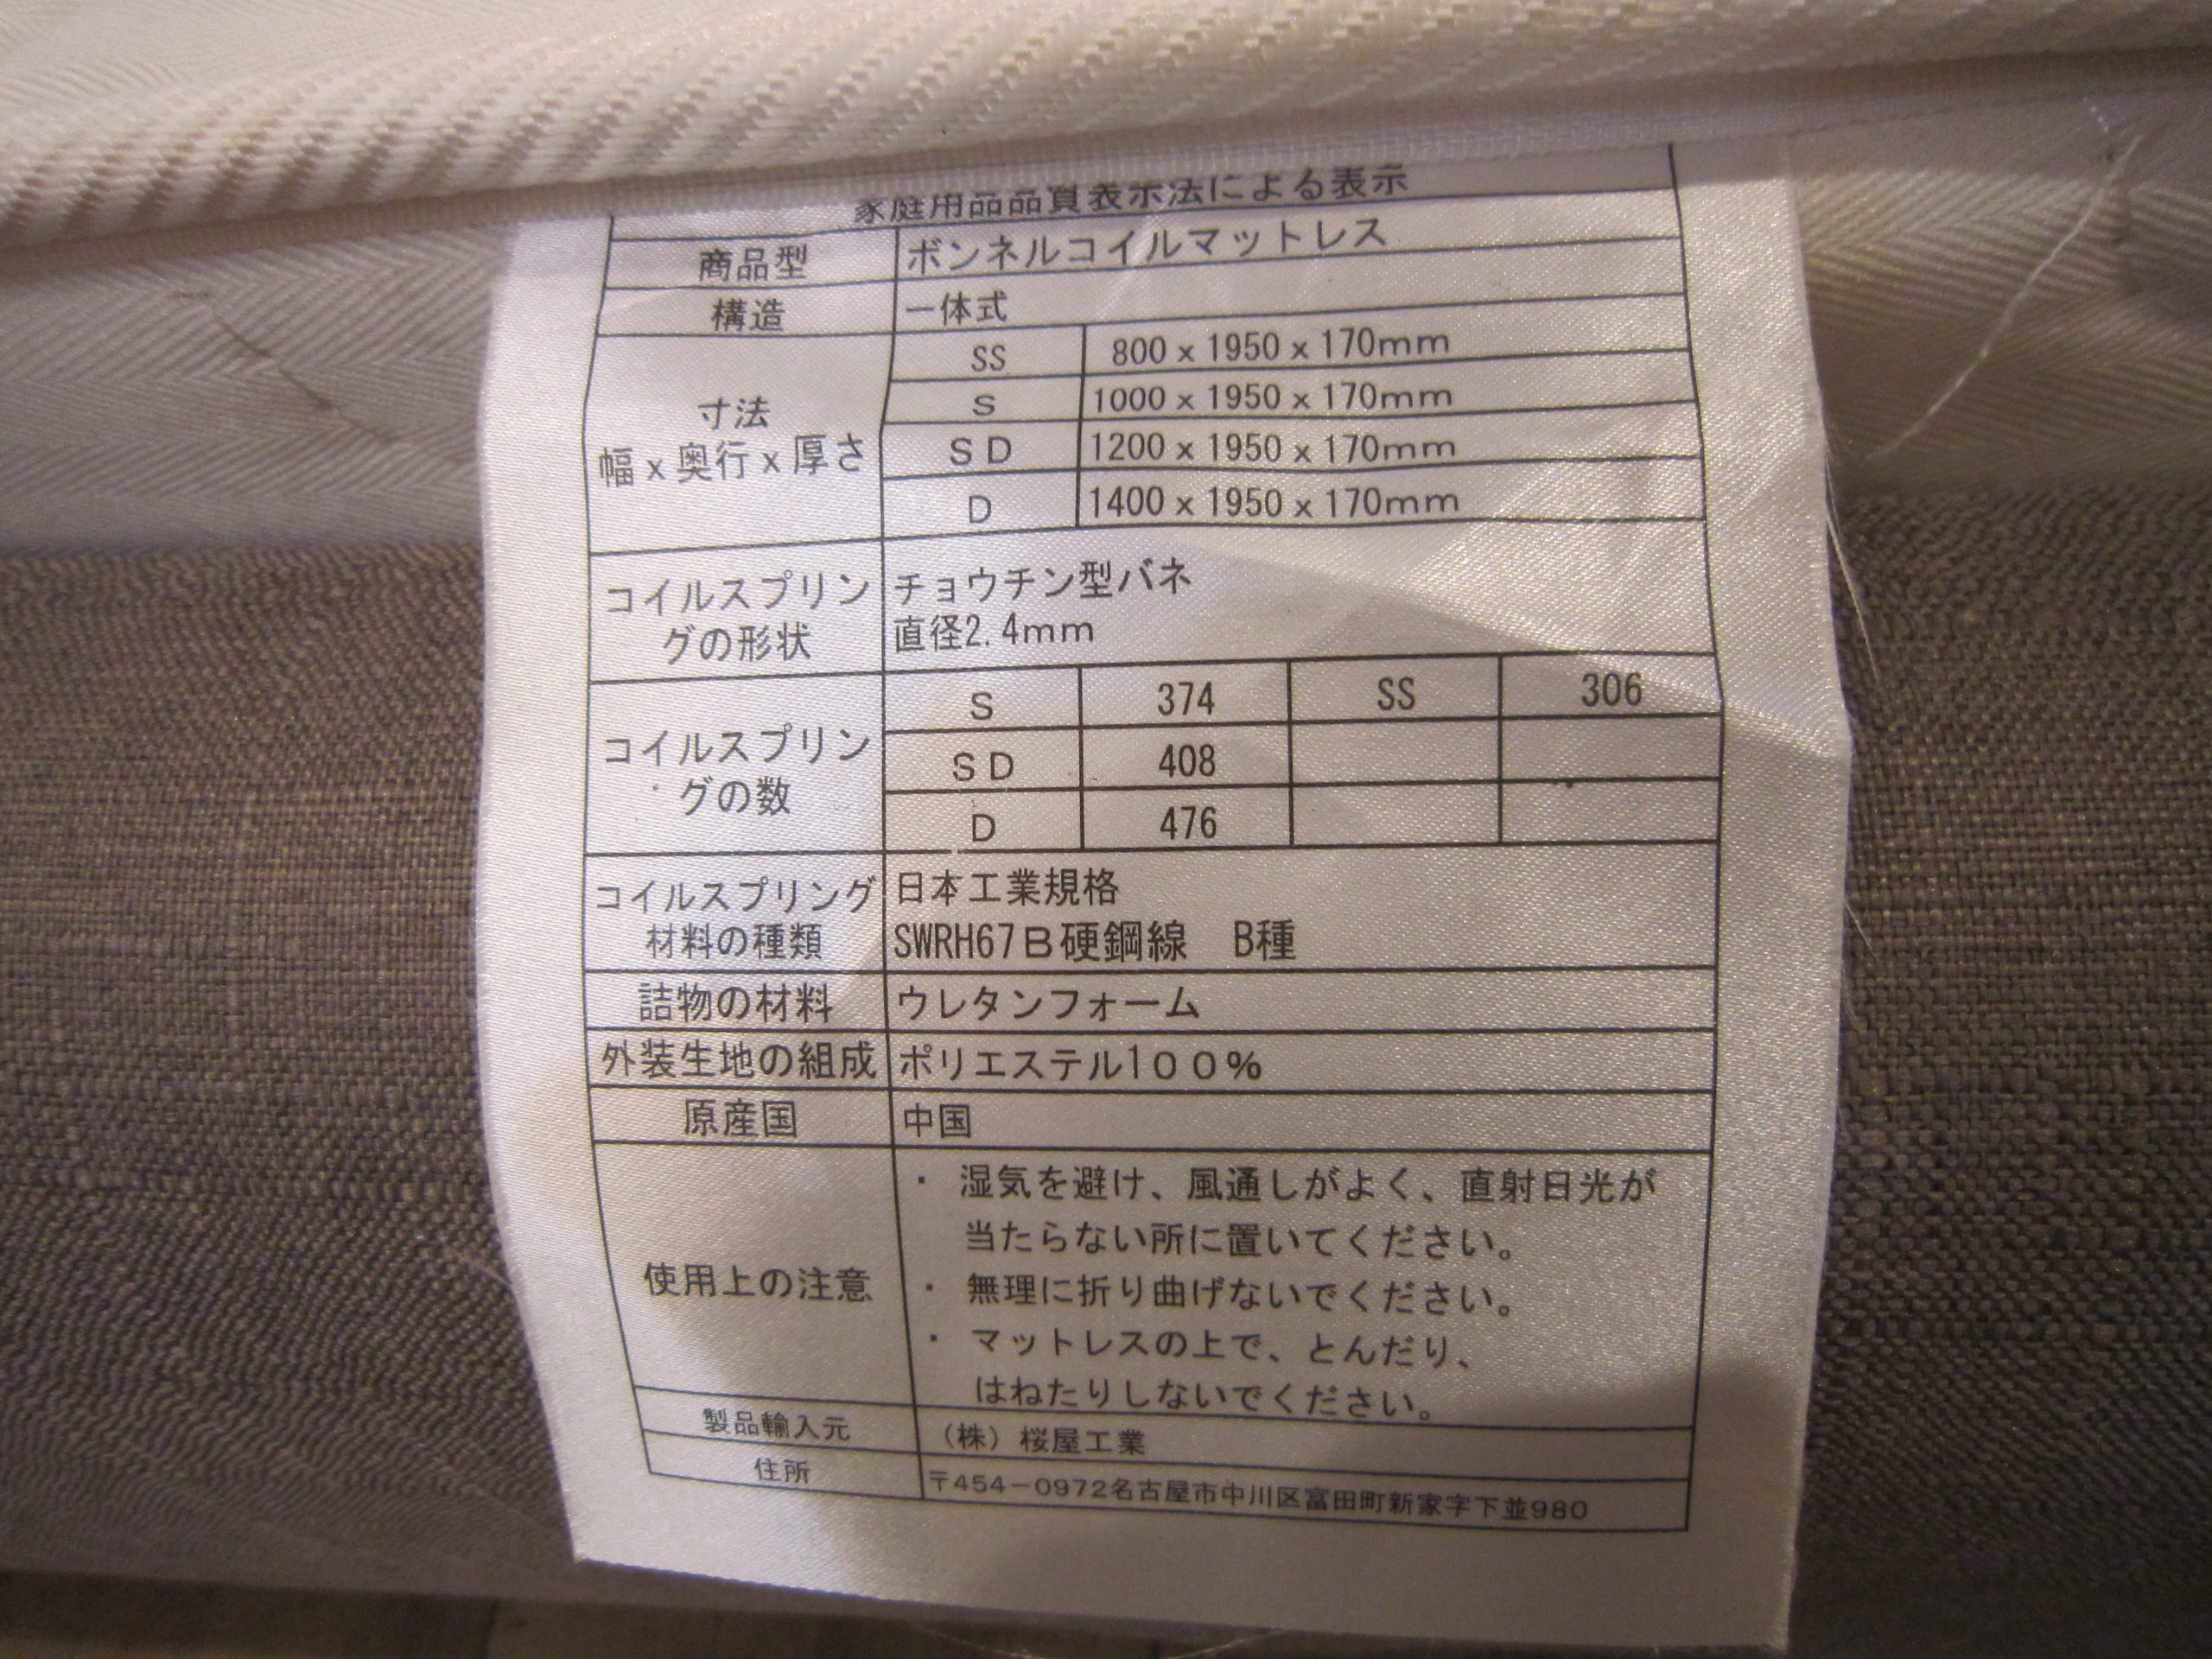 家庭用品品質表示法による表示
商品型 ボンネルコイルマットレス
構造 一体式
寸法
幅x奥行x厚さ
SS 800x1950x170mm
S 1000x1950x170mm
SD 1200x1950x170mm
D 1400x1950x170mm
コイルスプリン
グの形状
チョウチン型バネ
直径2.4mm
コイルスプリン
グの数
S 374 SS 306
SD 408
D 476
コイルスプリング
材料の種類
日本工業規格
SWRH67B硬鋼線 B種
詰物の材料 ウレタンフォーム
外装生地の組成 ポリエステル100%
原産国 中国
使用上の注意
・ 湿気を避け、風通しがよく、直射日光が
当たらない所に置いてください。
・ 無理に折り曲げないでください。
・ マットレスの上で、とんだり、
はねたりしないでください。
製品輸入元 (株)桜屋工業
住所 〒454-0972名古屋市中川区富田町新家字下並980